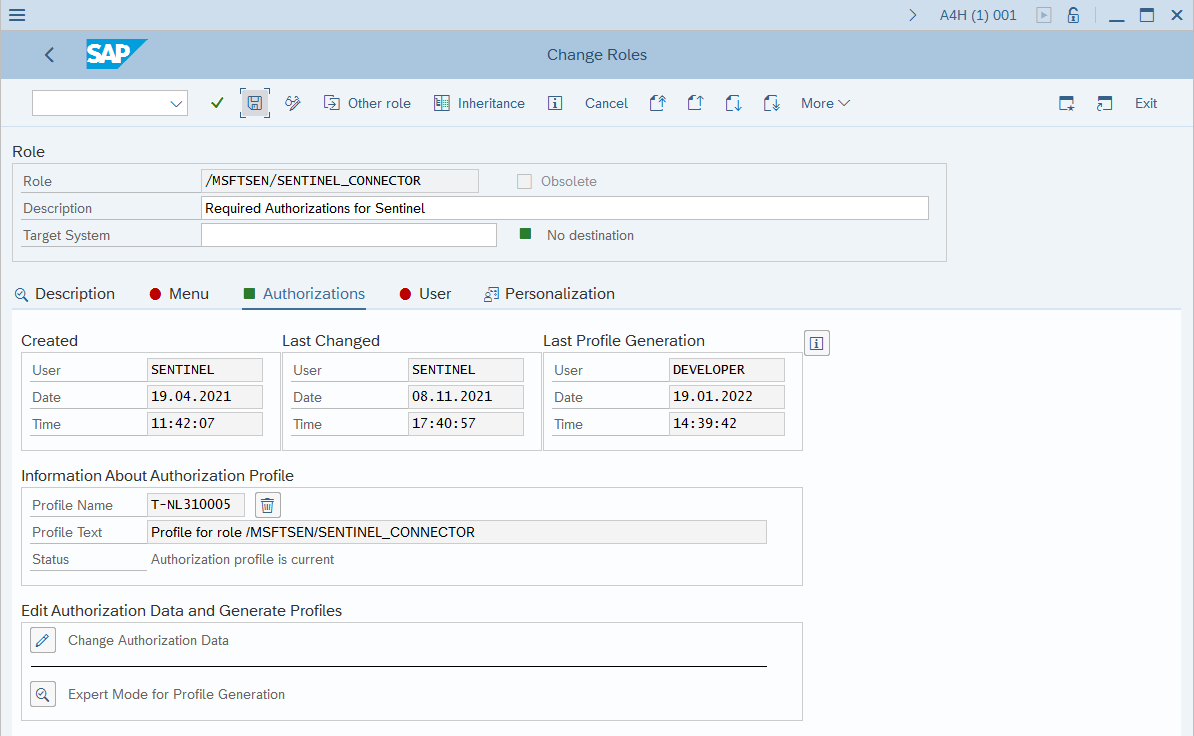 A4H (1) 001
SAP
Change Roles
Other role Inheritance Cancel More Exit
Role
Role /MSFTSEN/SENTINEL_CONNECTOR Obsolete
Description Required Authorizations for Sentinel
Target System No destination
Description Menu Authorizations User Personalization
Created Last Changed Last Profile Generation
User SENTINEL User SENTINEL User DEVELOPER
Date 19.04.2021 Date 08.11.2021 Date 19.01.2022
Time 11:42:07 Time 17:40:57 Time 14:39:42
Information About Authorization Profile
Profile Name T-NL310005
Profile Text Profile for role /MSFTSEN/SENTINEL_CONNECTOR
Status Authorization profile is current
Edit Authorization Data and Generate Profiles
Change Authorization Data
Expert Mode for Profile Generation